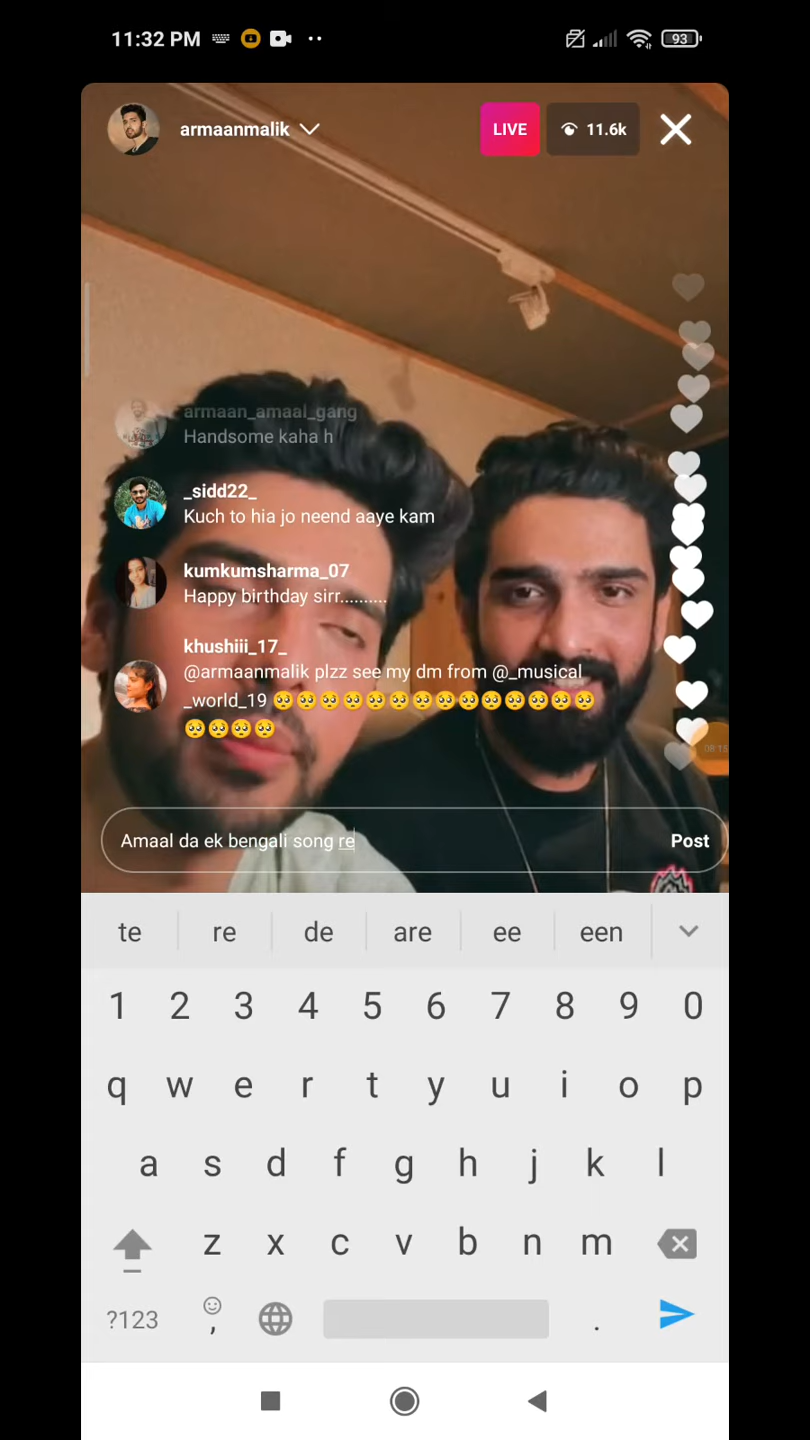 11:32 PM
93
armaanmalik
LIVE
11.6k
armaan_amaal_gang
Handsome kaha h
_sidd22_
Kuch to hia jo neend aaye kam
kumkumsharma_07
Happy birthday sirr..........
khushiii_17_
@armaanmalik plzz see my dm from @_musical
_world_19 🥺🥺🥺🥺🥺🥺🥺🥺🥺🥺🥺🥺🥺🥺
🥺🥺🥺🥺
08:15
Amaal da ek bengali song re
Post
te re de are ee een
1 2 3 4 5 6 7 8 9 0
q w e r t y u i o p
a s d f g h j k l
z x c v b n m
?123 , .